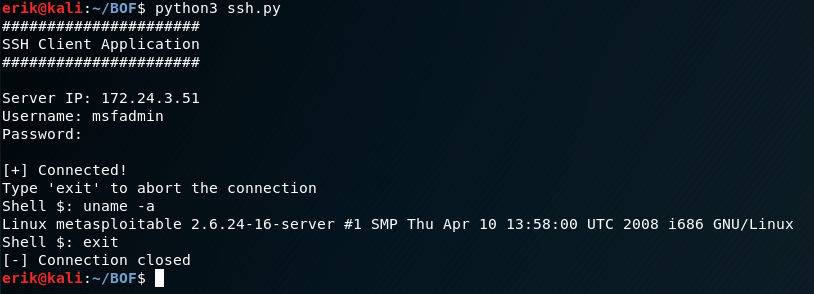 erik@kali:~/BOF$ python3 ssh.py
######################
SSH Client Application
######################
Server IP: 172.24.3.51
Username: msfadmin
Password:
[+] Connected!
Type 'exit' to abort the connection
Shell $: uname -a
Linux metasploitable 2.6.24-16-server #1 SMP Thu Apr 10 13:58:00 UTC 2008 i686 GNU/Linux
Shell $: exit
[-] Connection closed
erik@kali:~/BOF$